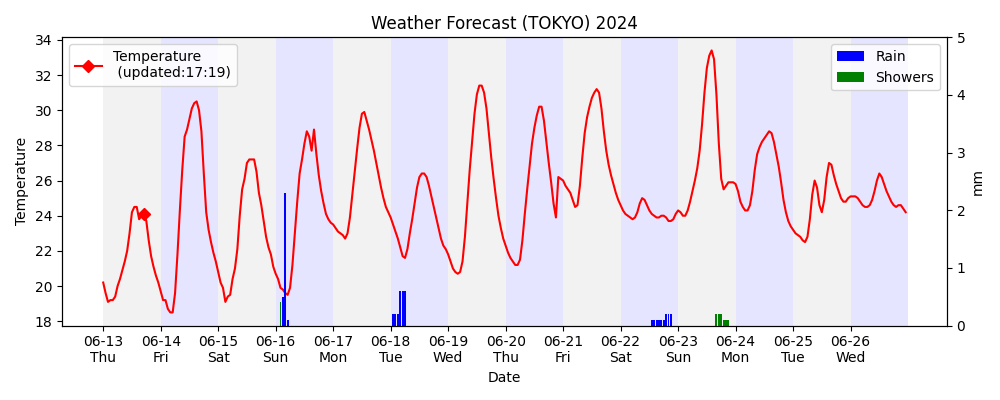 Weather Forecast (TOKYO) 2024
Temperature
(updated:17:19)
Rain
Showers
Temperature
34
32
30
28
26
24
22
20
18
5
4
3
2
1
0
mm
06-13 06-14 06-15 06-16 06-17 06-18 06-19 06-20 06-21 06-22 06-23 06-24 06-25 06-26
Thu Fri Sat Sun Mon Tue Wed Thu Fri Sat Sun Mon Tue Wed
Date